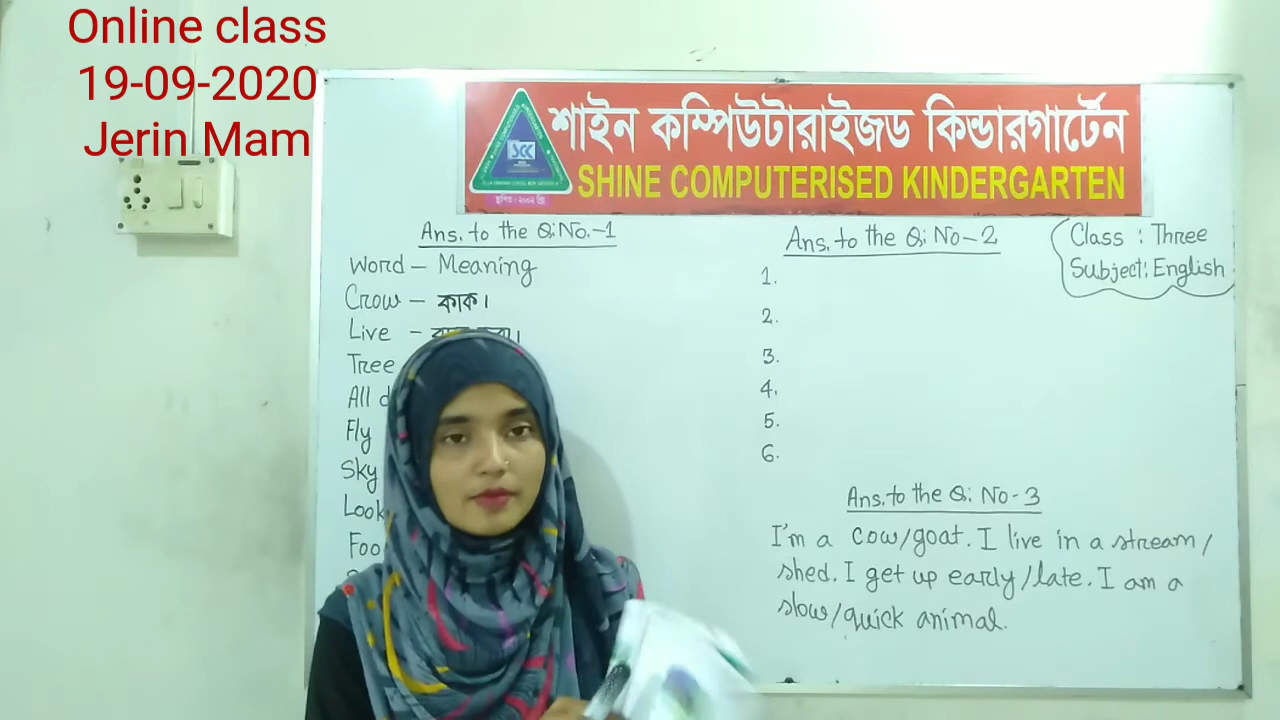 Online class
19-09-2020
Jerin Mam
শাইন কম্পিউটারাইজড কিন্ডারগার্টেন
SHINE COMPUTERISED KINDERGARTEN
স্থাপিত : ২০০২ খ্রি
Ans. to the Q: No.-1
Word - Meaning
Crow - কাক।
Live -
Tree
All
Fly
Sky
Look
Ans. to the Q: No-2
1.
2.
3.
4.
5.
6.
Class : Three
Subject: English
Ans. to the Q: No-3
I'm a cow/goat. I live in a stream/
shed. I get up early/late. I am a
slow/quick animal.